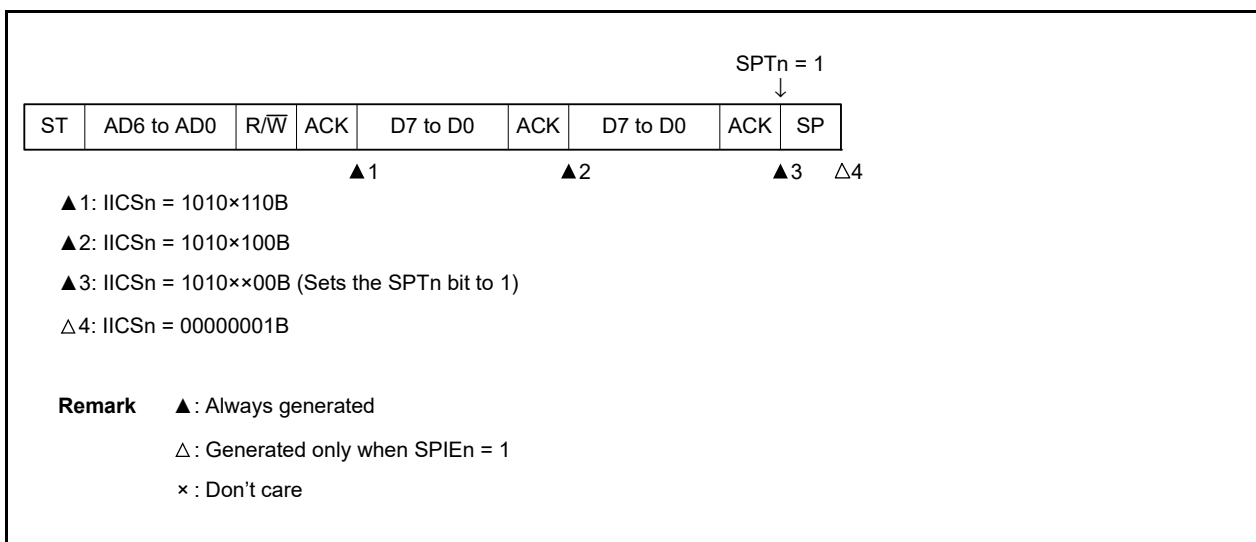 SPTn = 1
↓
ST AD6 to AD0 R/W̅ ACK D7 to D0 ACK D7 to D0 ACK SP
▲1 ▲2 ▲3 △4
▲1: IICSn = 1010×110B
▲2: IICSn = 1010×100B
▲3: IICSn = 1010××00B (Sets the SPTn bit to 1)
△4: IICSn = 00000001B
Remark ▲: Always generated
△: Generated only when SPIEn = 1
×: Don't care